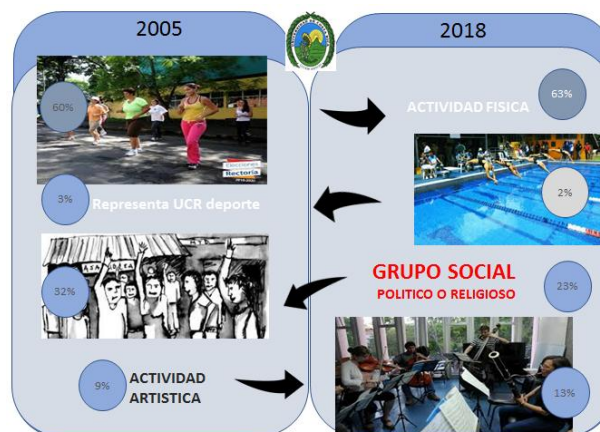 2005
2018
60%
ACTIVIDAD FISICA
63%
Rectoría
3%
Representa UCR deporte
2%
32%
GRUPO SOCIAL
POLITICO O RELIGIOSO
23%
9%
ACTIVIDAD
ARTISTICA
13%